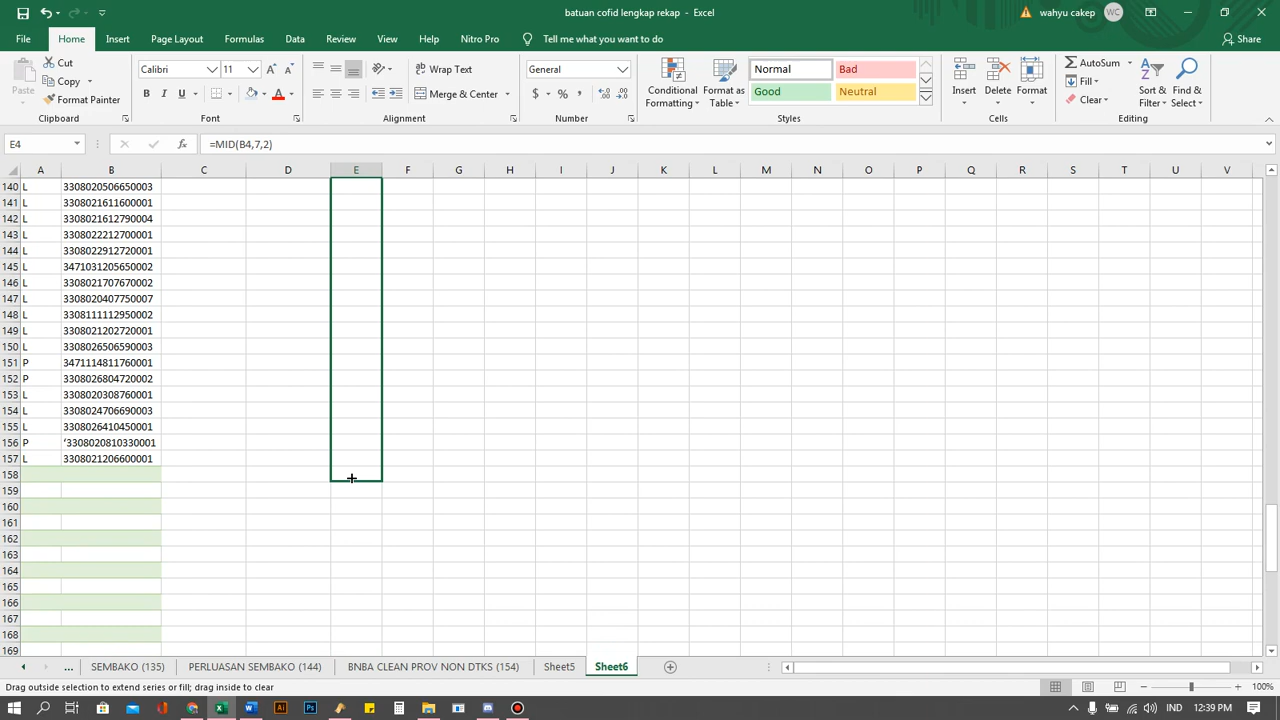 batuan cofid lengkap rekap - Excel
wahyu cakep WC
File Home Insert Page Layout Formulas Data Review View Help Nitro Pro Tell me what you want to do Share
Paste
Cut
Copy
Format Painter
Clipboard
Calibri 11
B I U
Font
Wrap Text
Merge & Center
Alignment
General
$ % ,
Number
Conditional Formatting
Format as Table
Normal Bad
Good Neutral
Styles
Insert Delete Format
Cells
AutoSum
Fill
Clear
Sort & Filter
Find & Select
Editing
E4 fx =MID(B4,7,2)
A B C D E F G H I J K L M N O P Q R S T U V
140 L 3308020506650003
141 L 3308021611600001
142 L 3308021612790004
143 L 3308022212700001
144 L 3308022912720001
145 L 3471031205650002
146 L 3308021707670002
147 L 3308020407750007
148 L 3308111112950002
149 L 3308021202720001
150 L 3308026506590003
151 P 3471114811760001
152 P 3308026804720002
153 L 3308020308760001
154 L 3308024706690003
155 L 3308026410450001
156 P ‘3308020810330001
157 L 3308021206600001
158
159
160
161
162
163
164
165
166
167
168
169
... SEMBAKO (135) PERLUASAN SEMBAKO (144) BNBA CLEAN PROV NON DTKS (154) Sheet5 Sheet6
Drag outside selection to extend series or fill; drag inside to clear
100%
IND 12:39 PM